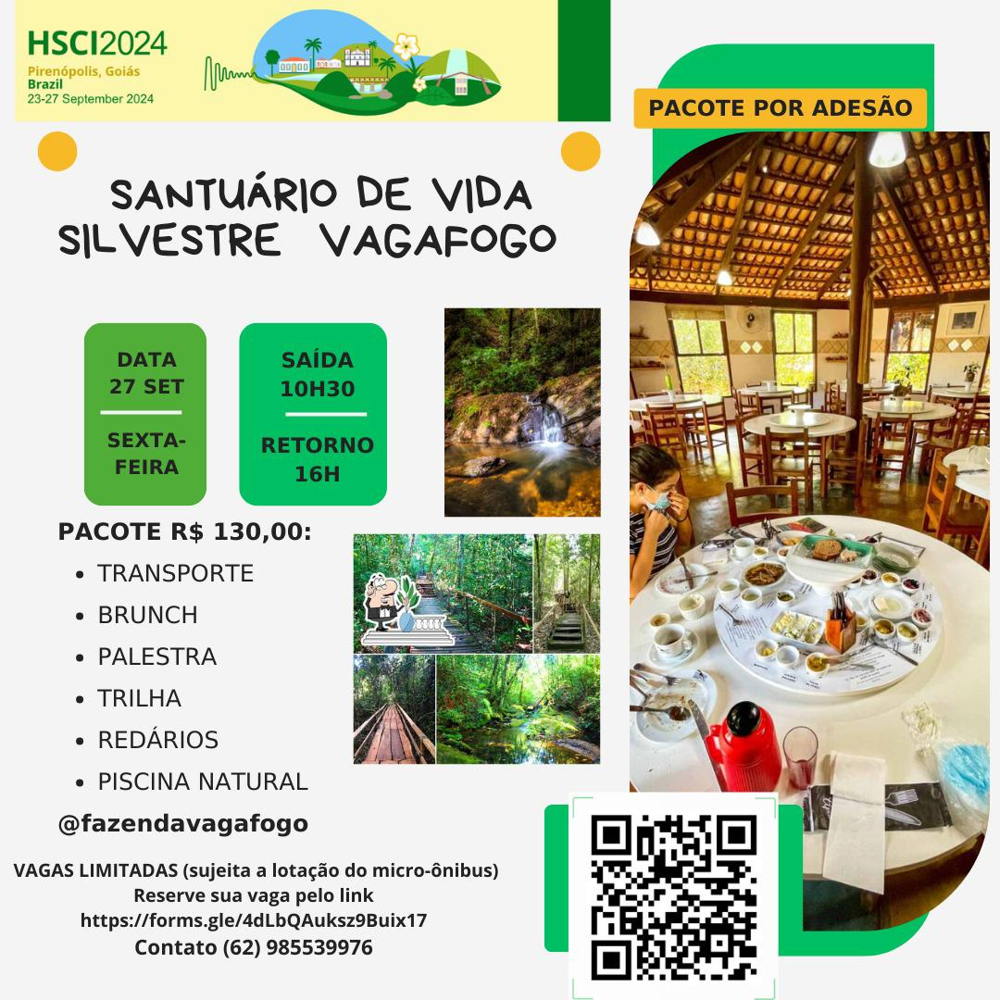 HSCI2024
Pirenópolis, Goiás
Brazil
23-27 September 2024
PACOTE POR ADESÃO
SANTUÁRIO DE VIDA
SILVESTRE VAGAFOGO
DATA
27 SET
SEXTA-
FEIRA
SAÍDA
10H30
RETORNO
16H
PACOTE R$ 130,00:
• TRANSPORTE
• BRUNCH
• PALESTRA
• TRILHA
• REDÁRIOS
• PISCINA NATURAL
@fazendavagafogo
VAGAS LIMITADAS (sujeita a lotação do micro-ônibus)
Reserve sua vaga pelo link
https://forms.gle/4dLbQAuksz9Buix17
Contato (62) 985539976